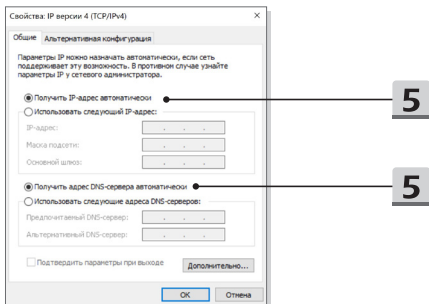 Свойства: IP версии 4 (TCP/IPv4)
Общие
Альтернативная конфигурация
Параметры IP можно назначать автоматически, если сеть
поддерживает эту возможность. В противном случае узнайте
параметры IP у сетевого администратора.
Получить IP-адрес автоматически
5
Использовать следующий IP-адрес:
IP-адрес:
Маска подсети:
Основной шлюз:
Получить адрес DNS-сервера автоматически
5
Использовать следующие адреса DNS-серверов:
Предпочитаемый DNS-сервер:
Альтернативный DNS-сервер:
Подтвердить параметры при выходе
Дополнительно...
ОК
Отмена